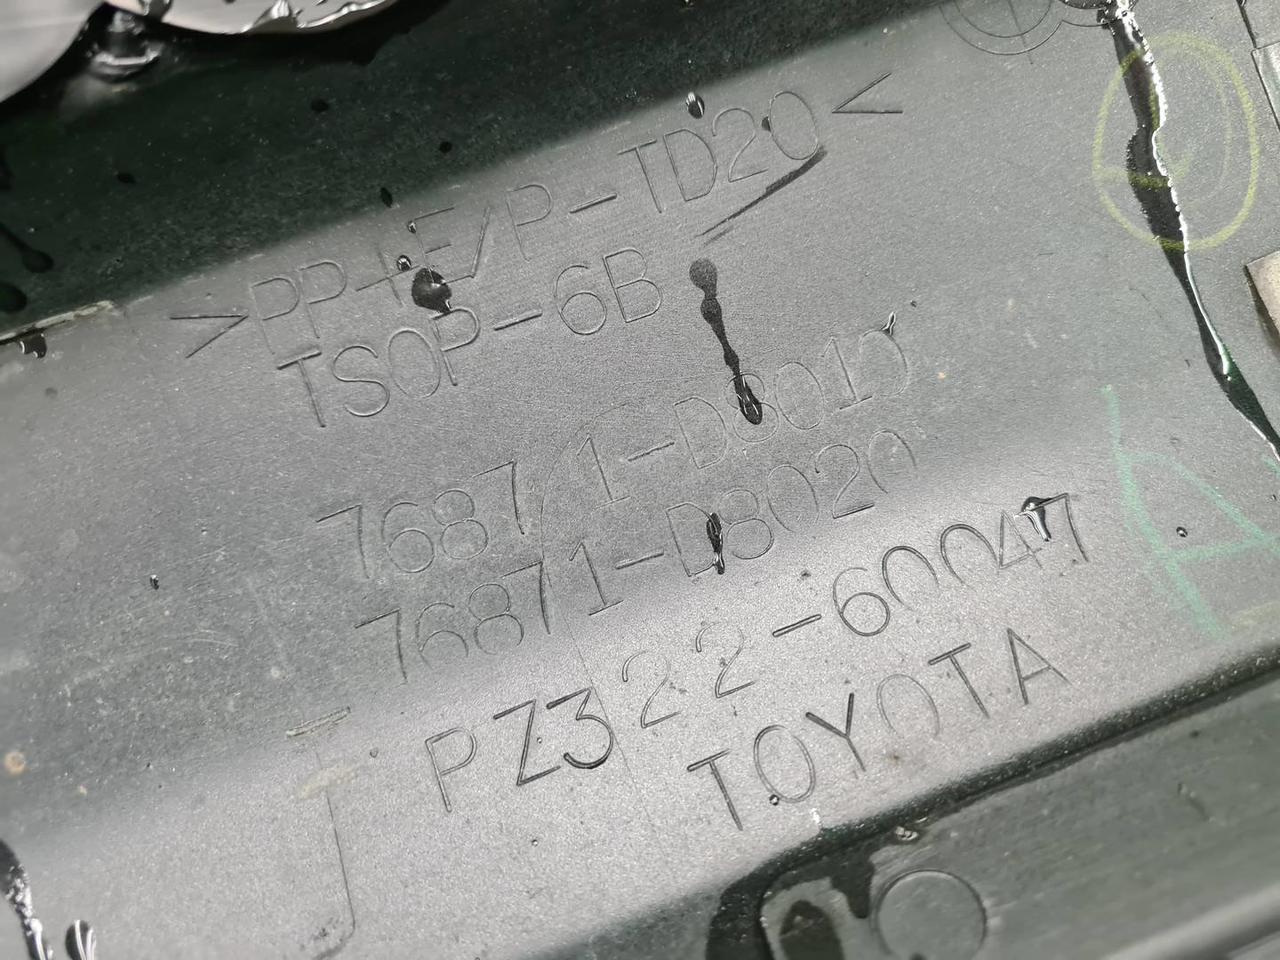 >PP+E/P-TD20<
TSOP-6B
76871-D8010
76871-D8020
PZ322-60047
TOYOTA